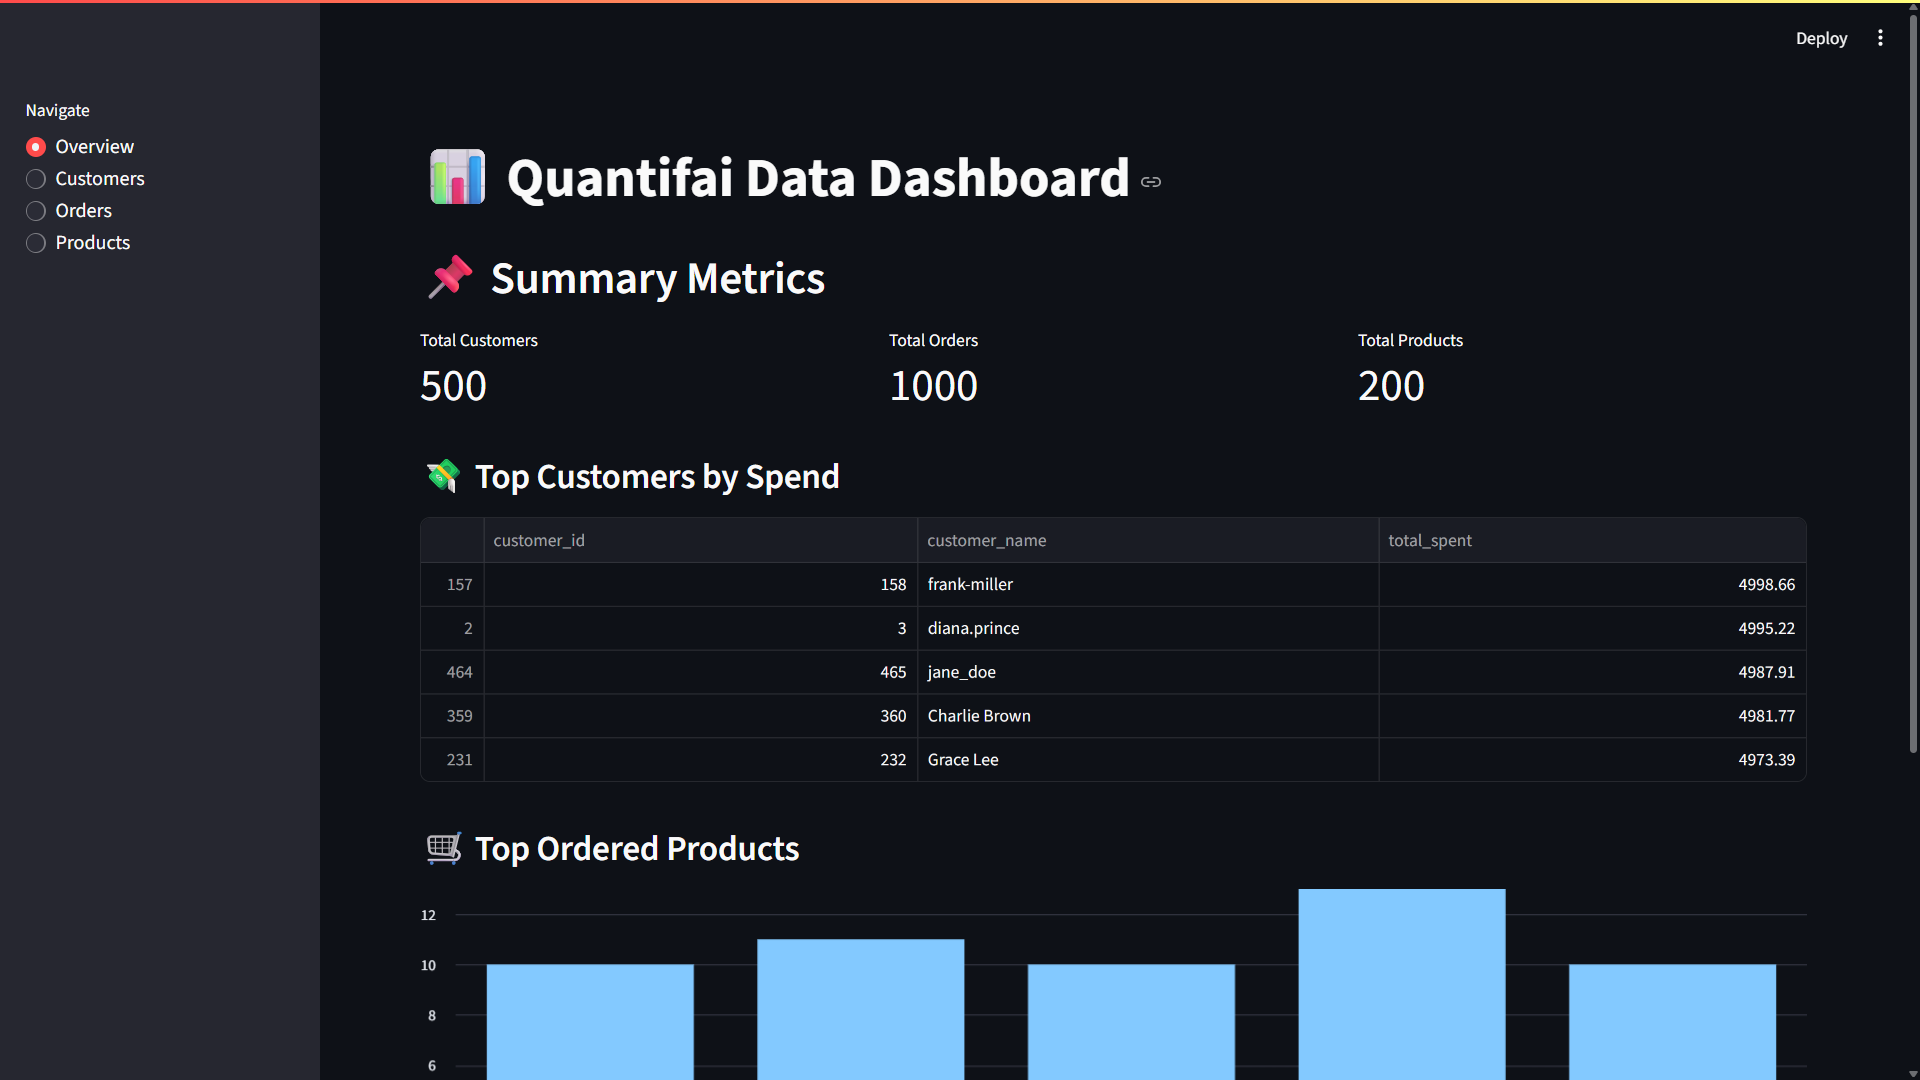 Deploy
Navigate
Overview
Customers
Orders
Products
Quantifai Data Dashboard
Summary Metrics
Total Customers Total Orders Total Products
500 1000 200
Top Customers by Spend
customer_id customer_name total_spent
157 158 frank-miller 4998.66
2 3 diana.prince 4995.22
464 465 jane_doe 4987.91
359 360 Charlie Brown 4981.77
231 232 Grace Lee 4973.39
Top Ordered Products
12
10
8
6